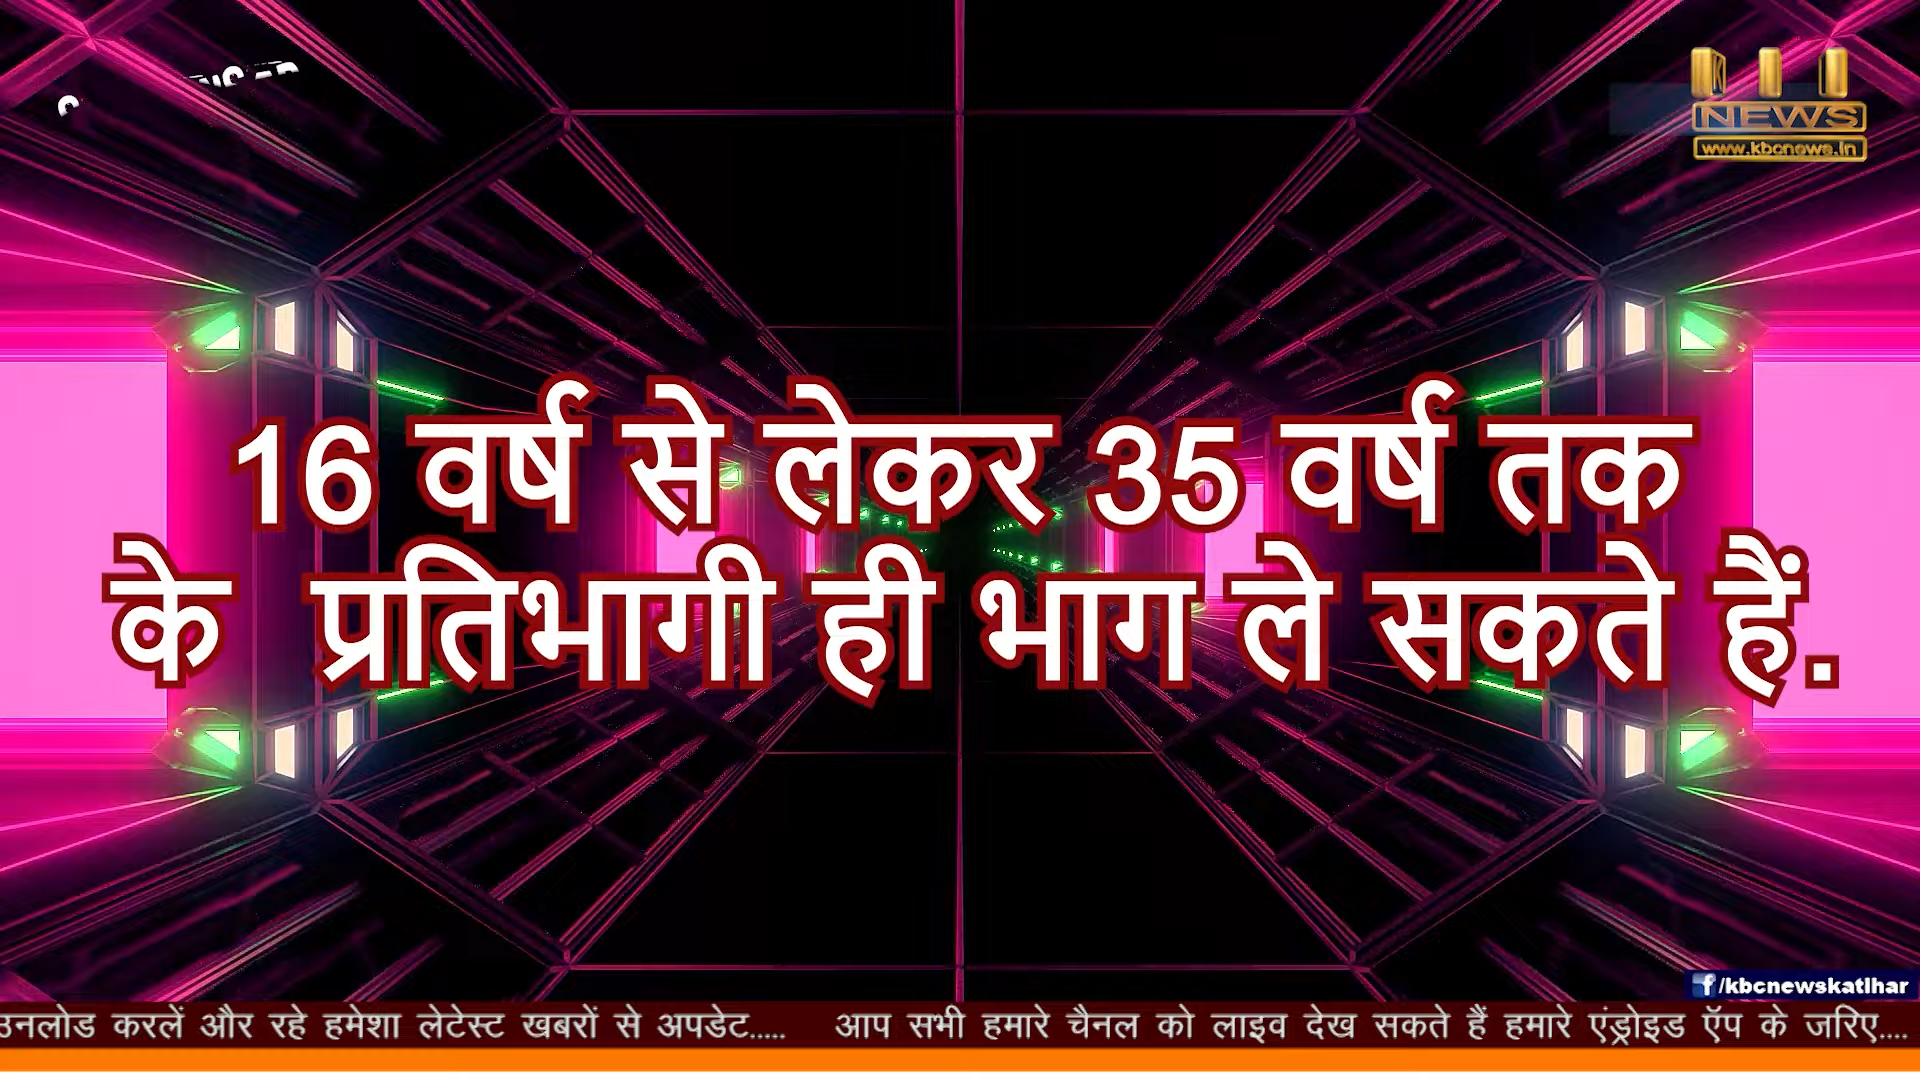 NEWS
www.kbcnews.in
16 वर्ष से लेकर 35 वर्ष तक
के प्रतिभागी ही भाग ले सकते हैं.
/kbcnewskatihar
करलें और रहे हमेशा लेटेस्ट खबरों से अपडेट..... आप सभी हमारे चैनल को लाइव देख सकते हैं हमारे एंड्रोइड ऍप के जरिए....